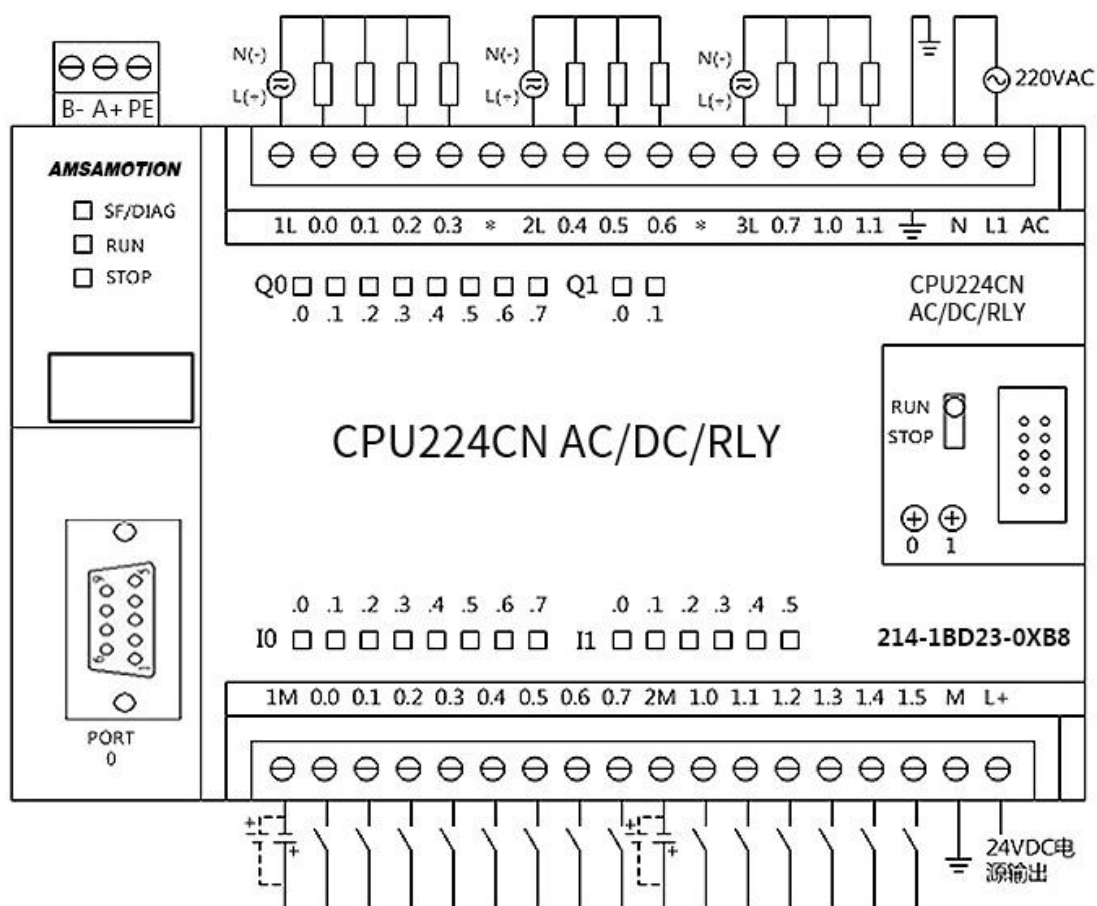 N(-) N(-) N(-)
L(+) L(+) L(+) 220VAC
B- A+ PE
AMSAMOTION
SF/DIAG
RUN
STOP
1L 0.0 0.1 0.2 0.3 * 2L 0.4 0.5 0.6 * 3L 0.7 1.0 1.1 N L1 AC
Q0 Q1
.0 .1 .2 .3 .4 .5 .6 .7 .0 .1
CPU224CN
AC/DC/RLY
RUN
STOP
CPU224CN AC/DC/RLY
0 1
.0 .1 .2 .3 .4 .5 .6 .7 .0 .1 .2 .3 .4 .5
I0 I1
214-1BD23-0XB8
1M 0.0 0.1 0.2 0.3 0.4 0.5 0.6 0.7 2M 1.0 1.1 1.2 1.3 1.4 1.5 M L+
PORT
0
+ + + +
24VDC电
源输出